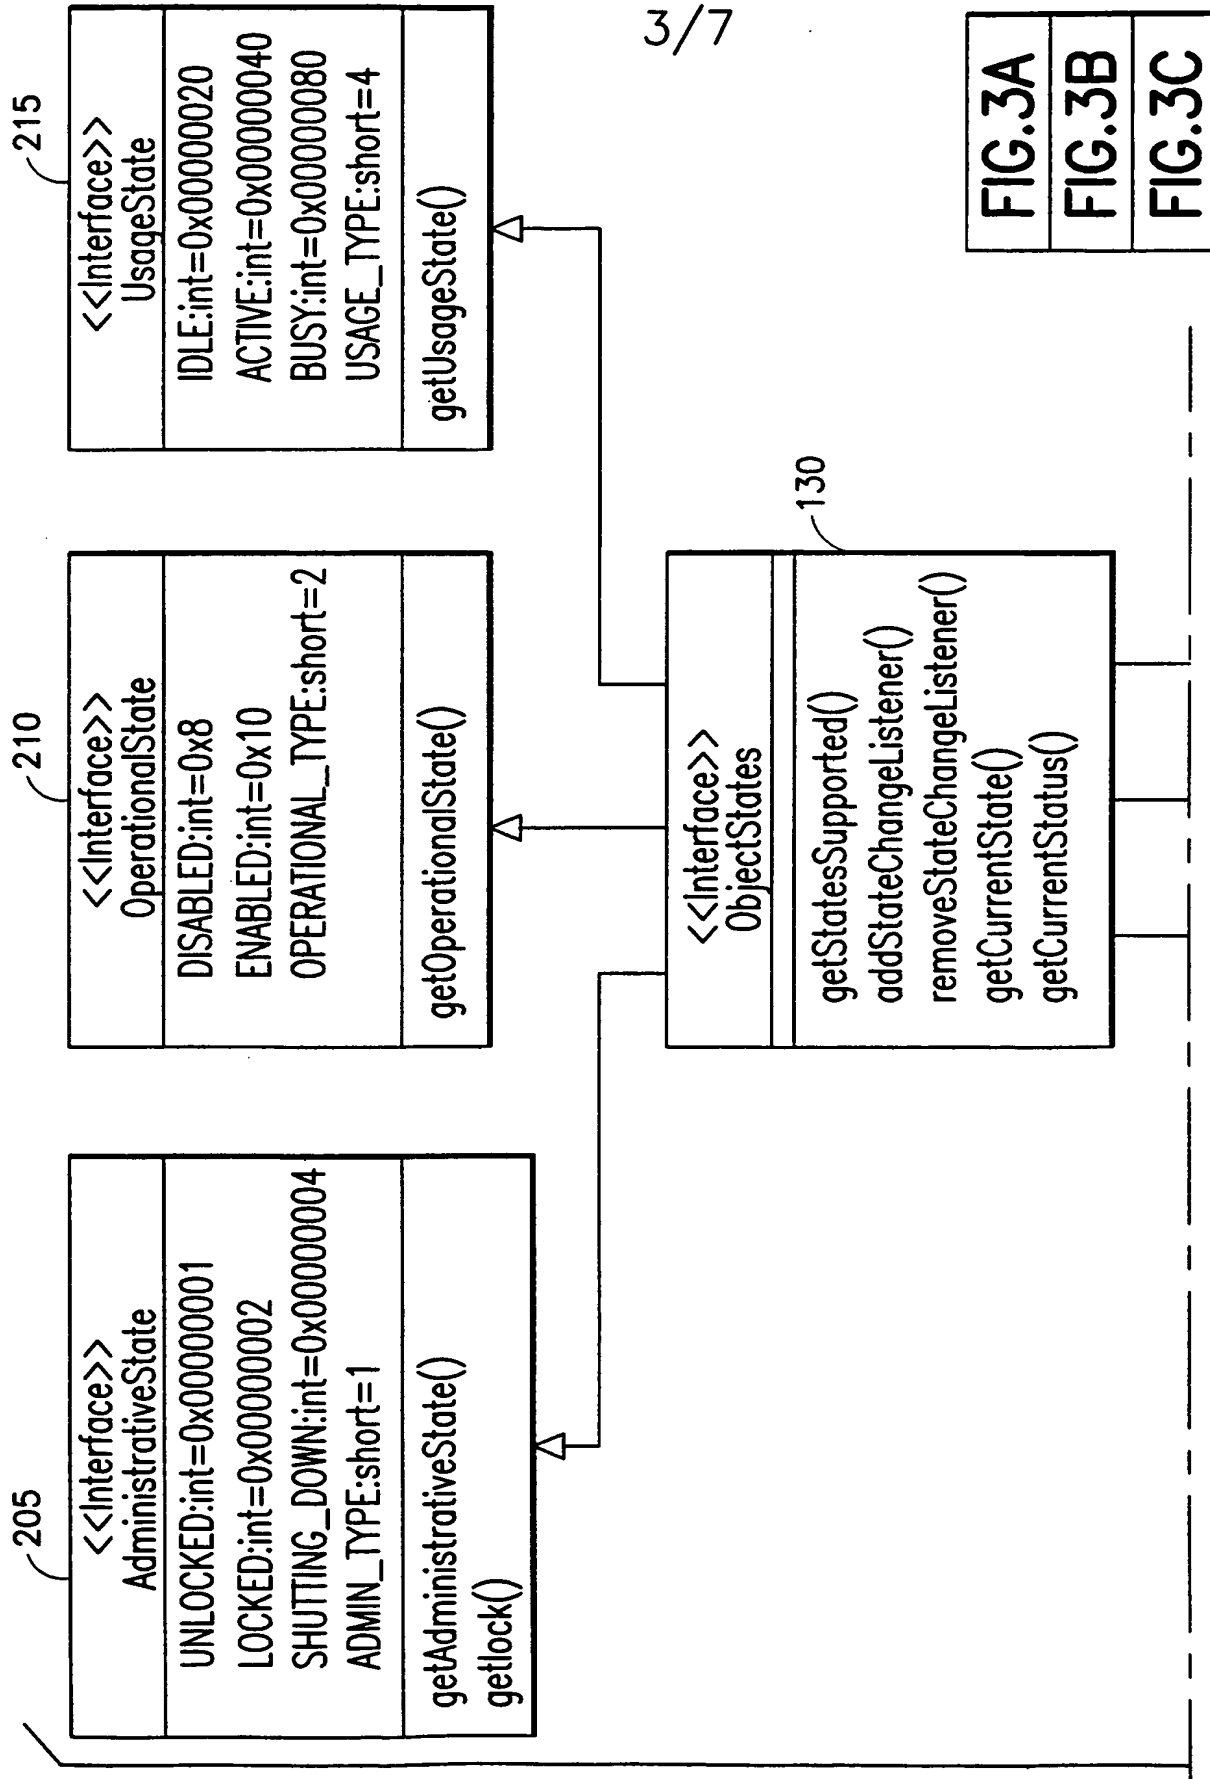 3/7
205
<<Interface>>
AdministrativeState
UNLOCKED:int=0x00000001
LOCKED:int=0x00000002
SHUTTING_DOWN:int=0x00000004
ADMIN_TYPE:short=1
getAdministrativeState()
getlock()
210
<<Interface>>
OperationalState
DISABLED:int=0x8
ENABLED:int=0x10
OPERATIONAL_TYPE:short=2
getOperationalState()
215
<<Interface>>
UsageState
IDLE:int=0x00000020
ACTIVE:int=0x00000040
BUSY:int=0x00000080
USAGE_TYPE:short=4
getUsageState()
130
<<Interface>>
ObjectStates
getStatesSupported()
addStateChangeListener()
removeStateChangeListener()
getCurrentState()
getCurrentStatus()
FIG.3A
FIG.3B
FIG.3C